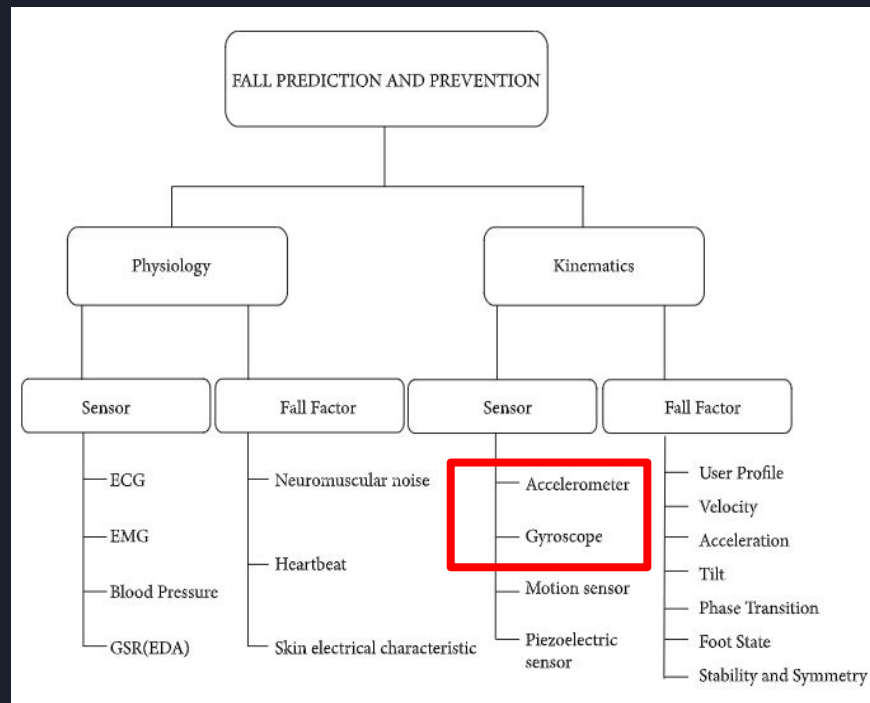 FALL PREDICTION AND PREVENTION
Physiology
Kinematics
Sensor
Fall Factor
Sensor
Fall Factor
ECG
EMG
Blood Pressure
GSR(EDA)
Neuromuscular noise
Heartbeat
Skin electrical characteristic
Accelerometer
Gyroscope
Motion sensor
Piezoelectric
sensor
User Profile
Velocity
Acceleration
Tilt
Phase Transition
Foot State
Stability and Symmetry